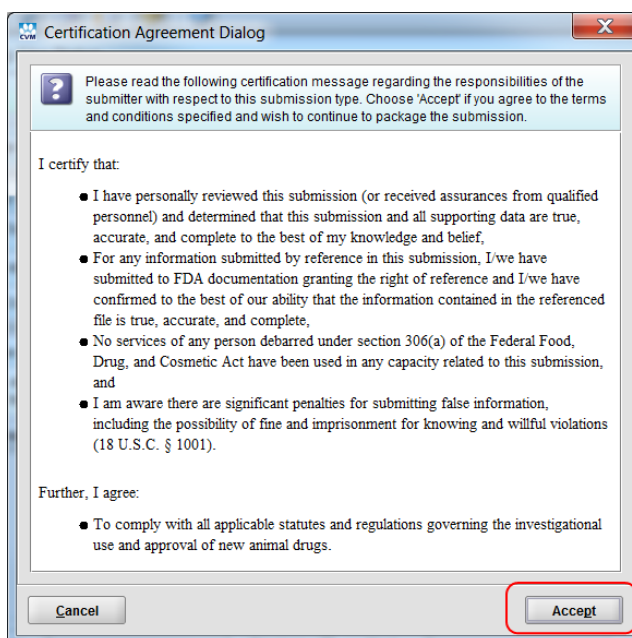 CVM Certification Agreement Dialog
X
? Please read the following certification message regarding the responsibilities of the
submitter with respect to this submission type. Choose 'Accept' if you agree to the terms
and conditions specified and wish to continue to package the submission.
I certify that:
● I have personally reviewed this submission (or received assurances from qualified
personnel) and determined that this submission and all supporting data are true,
accurate, and complete to the best of my knowledge and belief,
● For any information submitted by reference in this submission, I/we have
submitted to FDA documentation granting the right of reference and I/we have
confirmed to the best of our ability that the information contained in the referenced
file is true, accurate, and complete,
● No services of any person debarred under section 306(a) of the Federal Food,
Drug, and Cosmetic Act have been used in any capacity related to this submission,
and
● I am aware there are significant penalties for submitting false information,
including the possibility of fine and imprisonment for knowing and willful violations
(18 U.S.C. § 1001).
Further, I agree:
● To comply with all applicable statutes and regulations governing the investigational
use and approval of new animal drugs.
Cancel
Accept